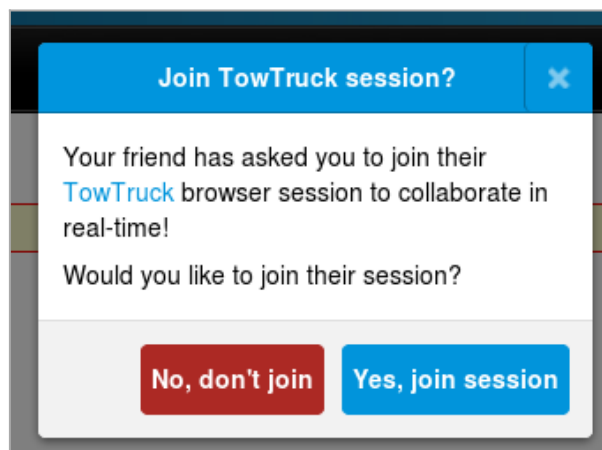 Join TowTruck session?
Your friend has asked you to join their
TowTruck browser session to collaborate in
real-time!
Would you like to join their session?
No, don't join
Yes, join session